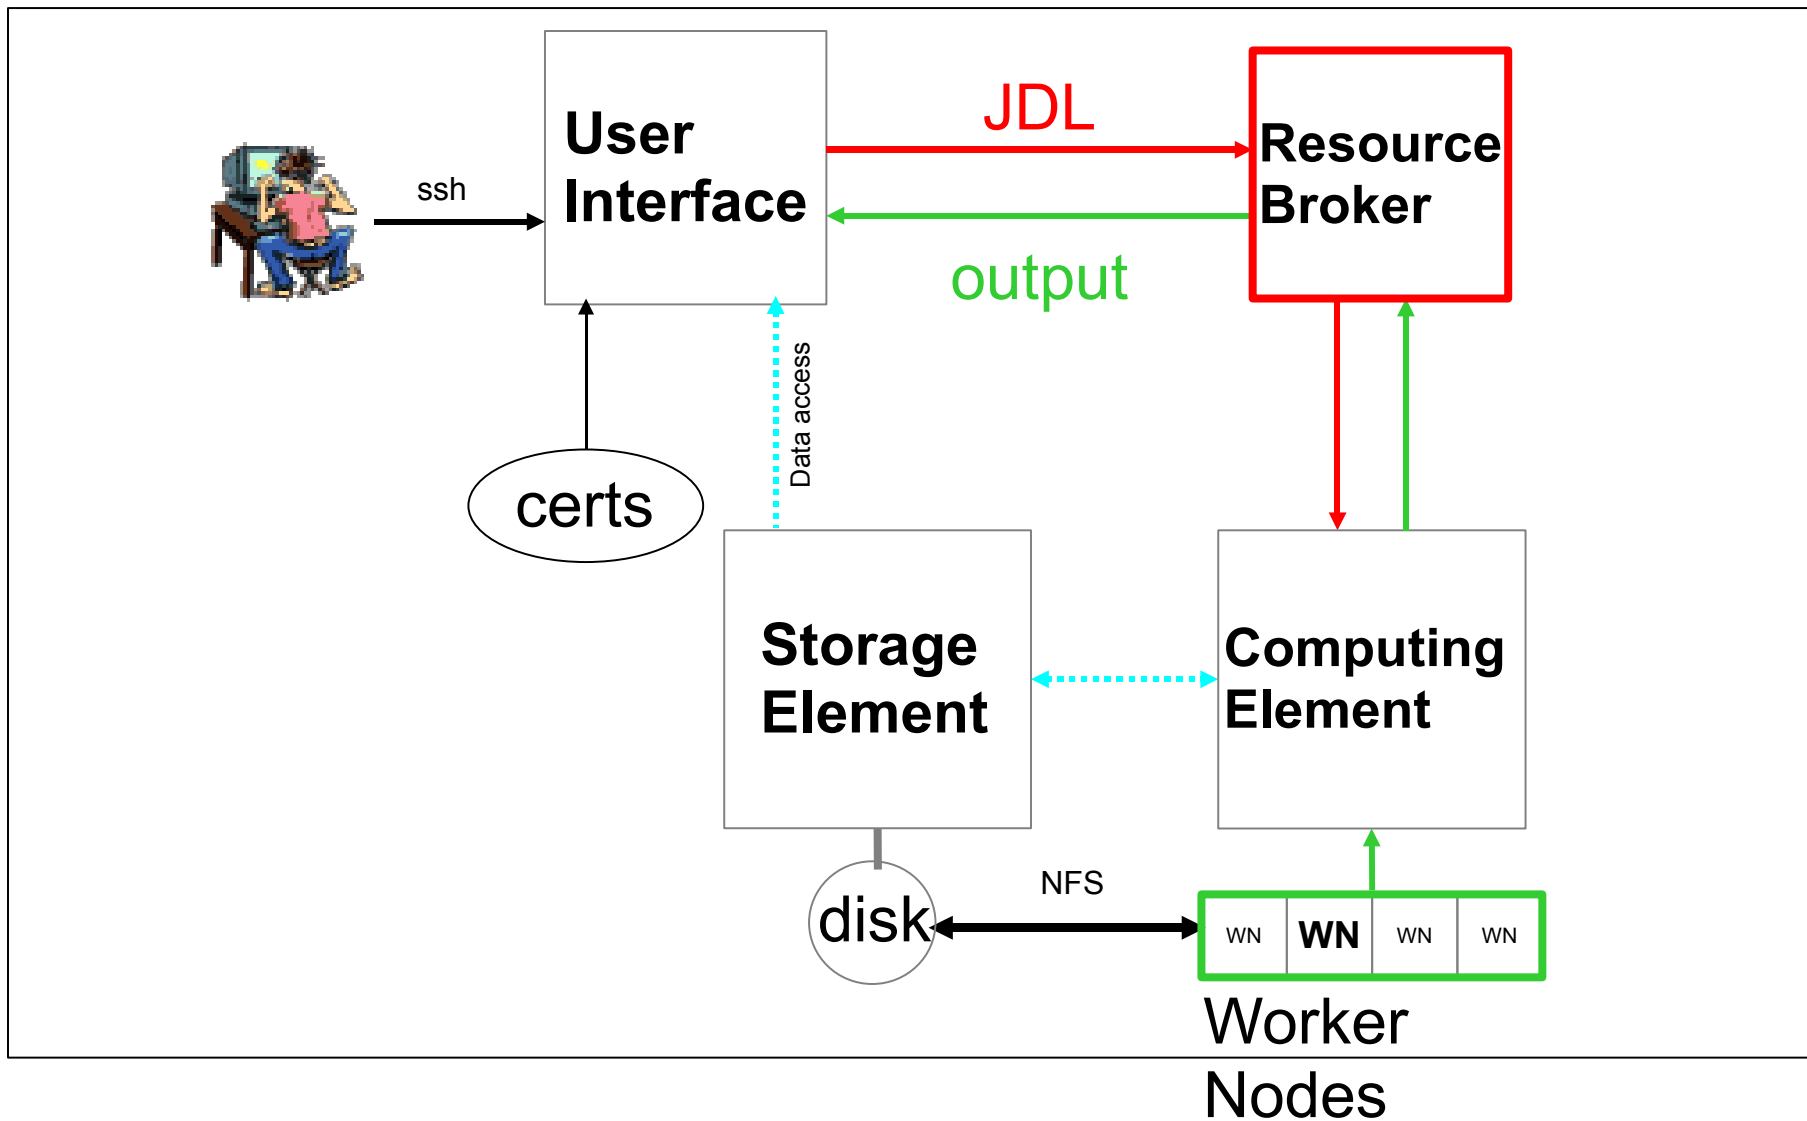 User
Interface
JDL
Resource
Broker
ssh
output
Data access
certs
Storage
Element
Computing
Element
NFS
disk
WN
WN
WN
WN
Worker
Nodes